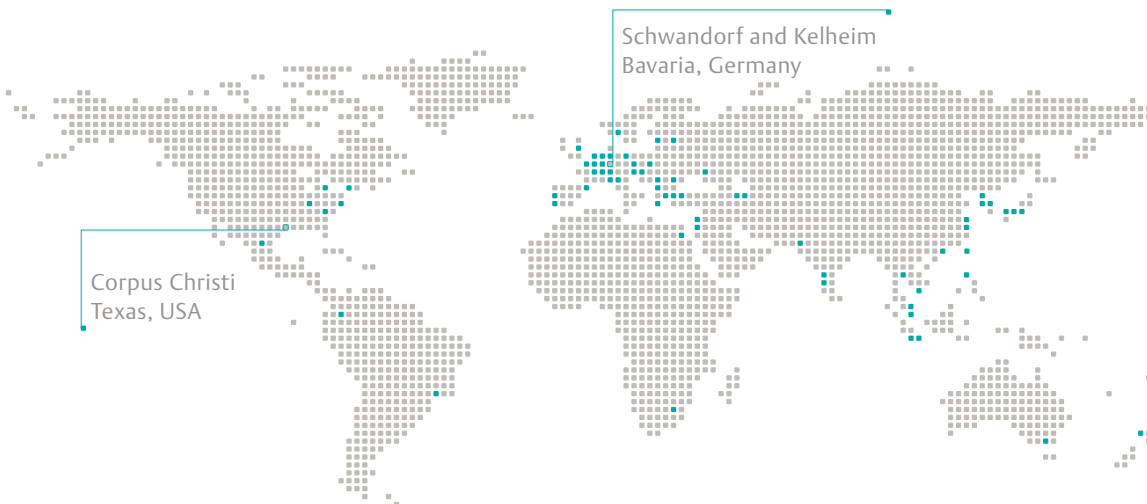 Schwandorf and Kelheim
Bavaria, Germany
Corpus Christi
Texas, USA